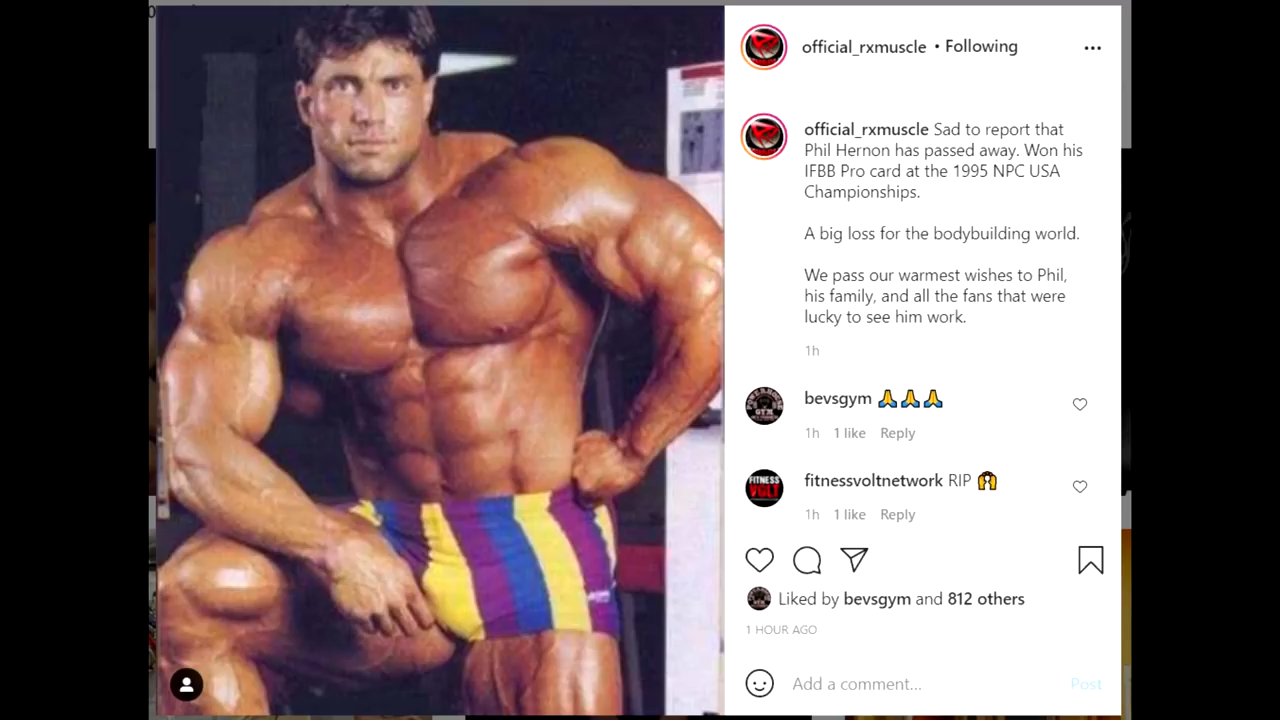 official_rxmuscle • Following
official_rxmuscle Sad to report that
Phil Hernon has passed away. Won his
IFBB Pro card at the 1995 NPC USA
Championships.
A big loss for the bodybuilding world.
We pass our warmest wishes to Phil,
his family, and all the fans that were
lucky to see him work.
1h
bevsgym 🙏🙏🙏
1h 1 like Reply
fitnessvoltnetwork RIP 🙌
1h 1 like Reply
Liked by bevsgym and 812 others
1 HOUR AGO
Add a comment... Post